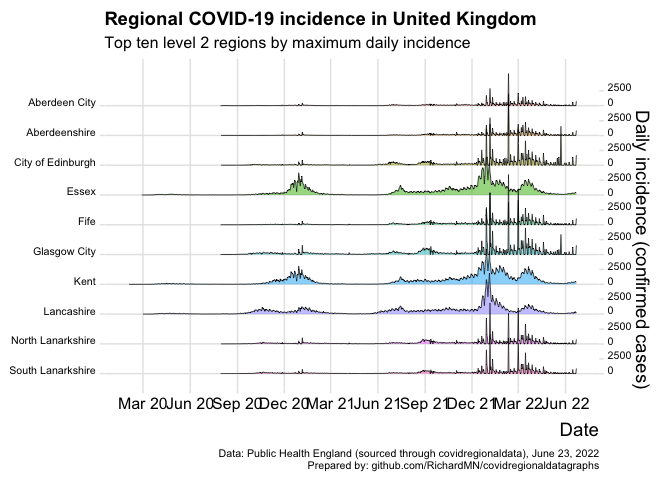 Regional COVID-19 incidence in United Kingdom
Top ten level 2 regions by maximum daily incidence
Aberdeen City
2500
0
Aberdeenshire
2500
0
City of Edinburgh
2500
0
Essex
2500
0
Fife
2500
0
Glasgow City
2500
0
Kent
2500
0
Lancashire
2500
0
North Lanarkshire
2500
0
South Lanarkshire
2500
0
Daily incidence (confirmed cases)
Mar 20 Jun 20 Sep 20 Dec 20 Mar 21 Jun 21 Sep 21 Dec 21 Mar 22 Jun 22
Date
Data: Public Health England (sourced through covidregionaldata), June 23, 2022
Prepared by: github.com/RichardMN/covidregionaldatagraphs